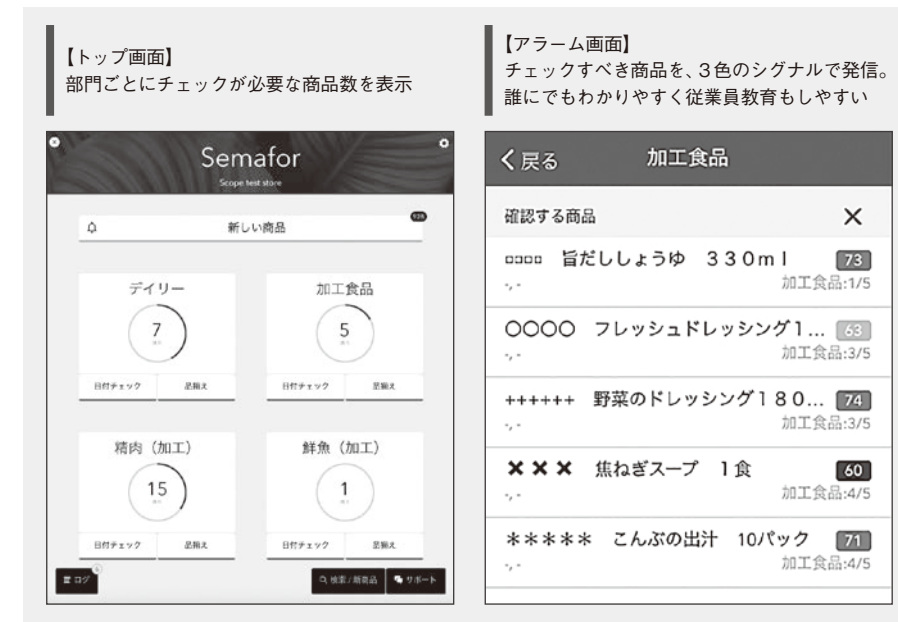 【トップ画面】
部門ごとにチェックが必要な商品数を表示
Semafor
Scope test store
新しい商品
デイリー
7
日付チェック 品揃え
加工食品
5
日付チェック 品揃え
精肉（加工）
15
日付チェック 品揃え
鮮魚（加工）
1
日付チェック 品揃え
ログ
検索/新商品 サポート
【アラーム画面】
チェックすべき商品を、3色のシグナルで発信。
誰にでもわかりやすく従業員教育もしやすい
戻る 加工食品
確認する商品 ×
□□□□ 旨だししょうゆ 330ml 73
-, - 加工食品:1/5
○○○○ フレッシュドレッシング1... 63
-, - 加工食品:3/5
++++++ 野菜のドレッシング180... 74
-, - 加工食品:3/5
××× 焦ねぎスープ 1食 60
-, - 加工食品:4/5
***** こんぶの出汁 10パック 71
-, - 加工食品:4/5